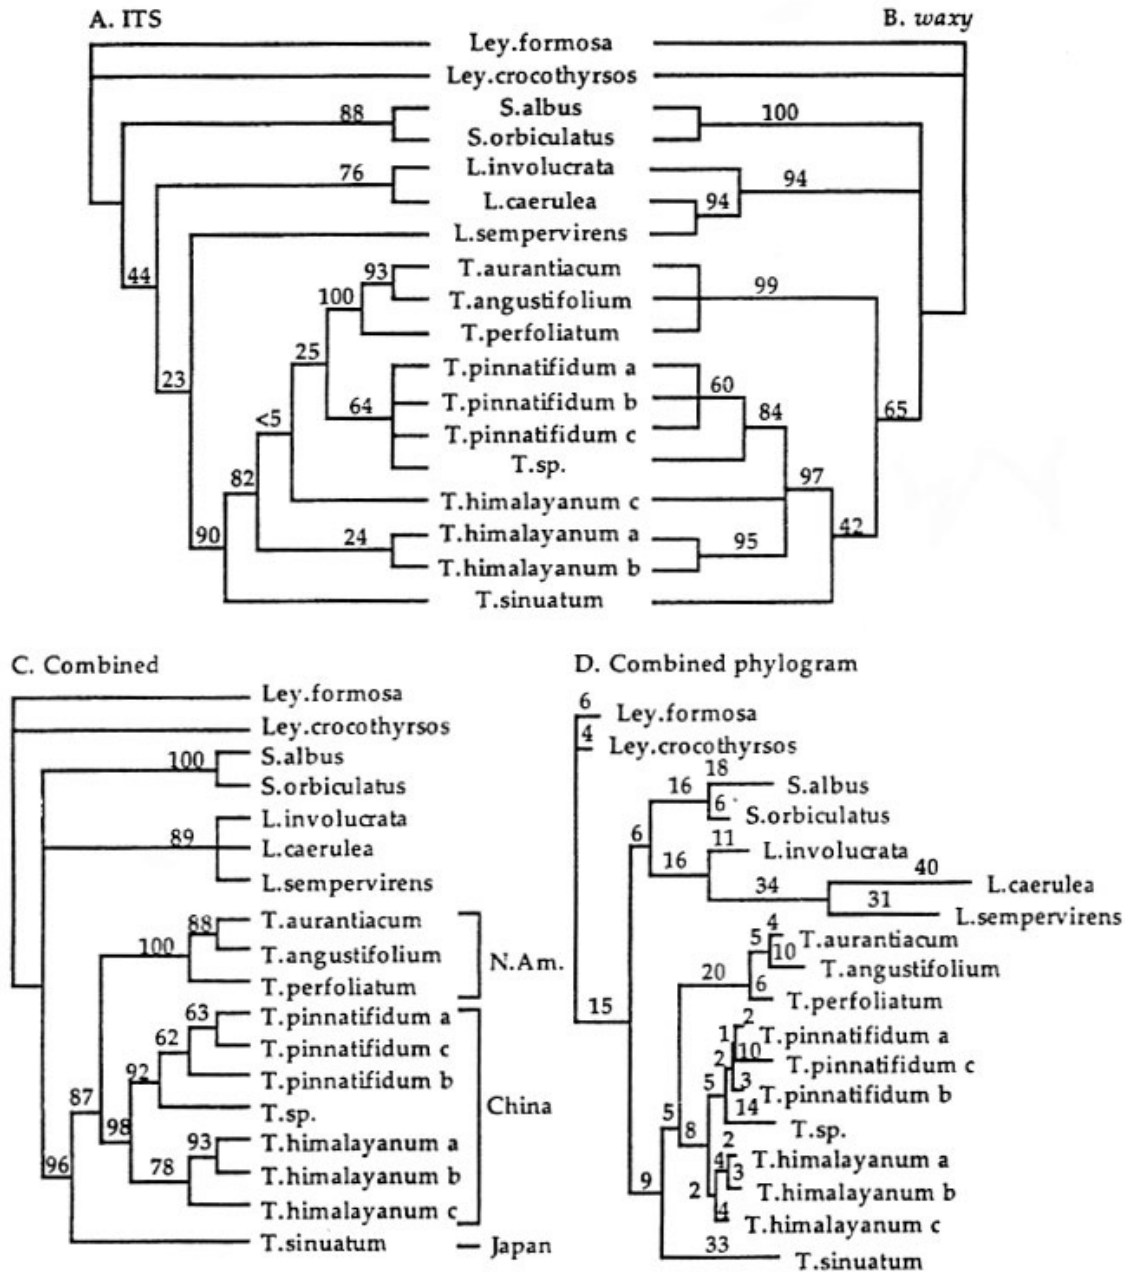 A. ITS
B. waxy
Ley.formosa
Ley.crocothyrsos
88 S.albus 100
S.orbiculatus
76 L.involucrata 94
L.caerulea 94
L.sempervirens
44
93 T.aurantiacum 99
100 T.angustifolium
T.perfoliatum
25 T.pinnatifidum a 60
23 64 T.pinnatifidum b 84 65
<5 T.pinnatifidum c
T.sp.
82 T.himalayanum c 97
90 24 T.himalayanum a 95 42
T.himalayanum b
T.sinuatum
C. Combined
Ley.formosa
Ley.crocothyrsos
100 S.albus
S.orbiculatus
L.involucrata
89 L.caerulea
L.sempervirens
88 T.aurantiacum
100 T.angustifolium N.Am.
T.perfoliatum
63 T.pinnatifidum a
62 T.pinnatifidum c
92 T.pinnatifidum b
87 T.sp. China
98 93 T.himalayanum a
96 78 T.himalayanum b
T.himalayanum c
T.sinuatum Japan
D. Combined phylogram
6 Ley.formosa
4 Ley.crocothyrsos
16 18 S.albus
6 S.orbiculatus
6 11 L.involucrata
16 34 40 L.caerulea
31 L.sempervirens
5 4 T.aurantiacum
20 10 T.angustifolium
6 T.perfoliatum
15 1 2 T.pinnatifidum a
2 10 T.pinnatifidum c
5 3 T.pinnatifidum b
14 T.sp.
5 8 2 T.himalayanum a
9 4 3 T.himalayanum b
2 4 T.himalayanum c
33 T.sinuatum